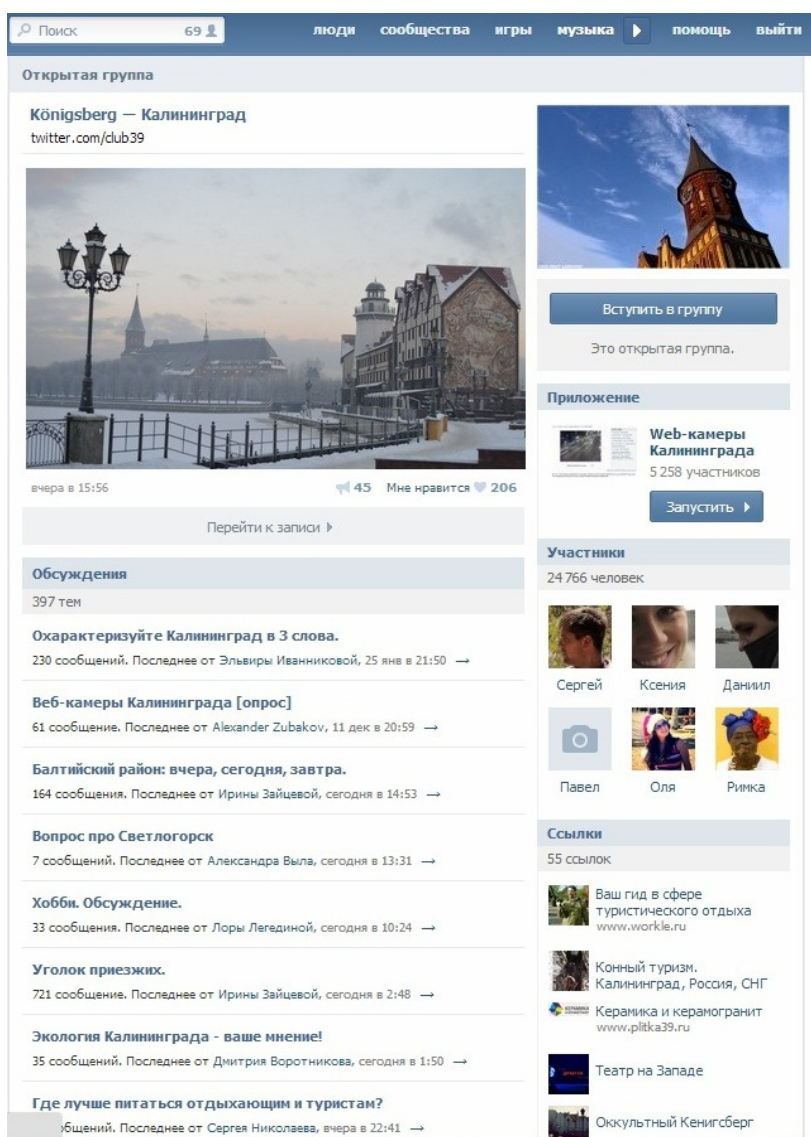 Поиск
69
люди
сообщества
игры
музыка
помощь
выйти
Открытая группа
Königsberg — Калининград
twitter.com/club39
вчера в 15:56
45
Мне нравится
206
Перейти к записи
Обсуждения
397 тем
Охарактеризуйте Калининград в 3 слова.
230 сообщений. Последнее от Эльвиры Иванниковой, 25 янв в 21:50 →
Веб-камеры Калининграда [опрос]
61 сообщение. Последнее от Alexander Zubakov, 11 дек в 20:59 →
Балтийский район: вчера, сегодня, завтра.
164 сообщения. Последнее от Ирины Зайцевой, сегодня в 14:53 →
Вопрос про Светлогорск
7 сообщений. Последнее от Александра Выла, сегодня в 13:31 →
Хобби. Обсуждение.
33 сообщения. Последнее от Лоры Легединой, сегодня в 10:24 →
Уголок приезжих.
721 сообщение. Последнее от Ирины Зайцевой, сегодня в 2:48 →
Экология Калининграда - ваше мнение!
35 сообщений. Последнее от Дмитрия Воротникова, сегодня в 1:50 →
Где лучше питаться отдыхающим и туристам?
бщений. Последнее от Сергея Николаева, вчера в 22:41 →
Вступить в группу
Это открытая группа.
Приложение
Web-камеры
Калининграда
5 258 участников
Запустить
Участники
24 766 человек
Сергей
Ксения
Даниил
Павел
Оля
Римка
Ссылки
55 ссылок
Ваш гид в сфере
туристического отдыха
www.workle.ru
Конный туризм.
Калининград, Россия, СНГ
Керамика и керамогранит
www.plitka39.ru
Театр на Западе
Оккультный Кенигсберг